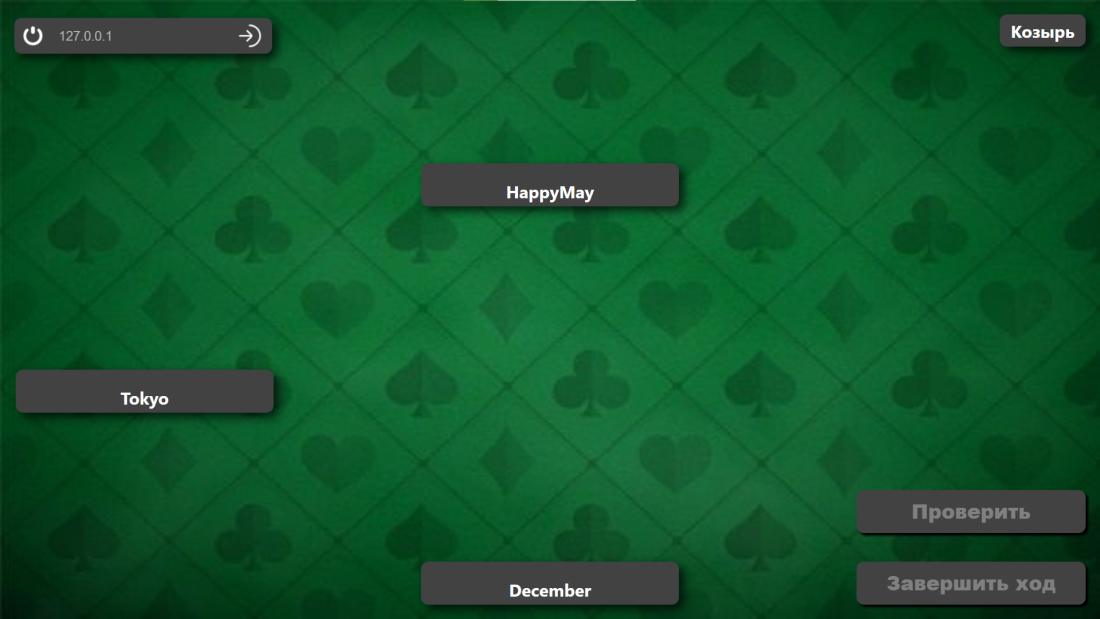 127.0.0.1
Козырь
HappyMay
Tokyo
Проверить
December
Завершить ход